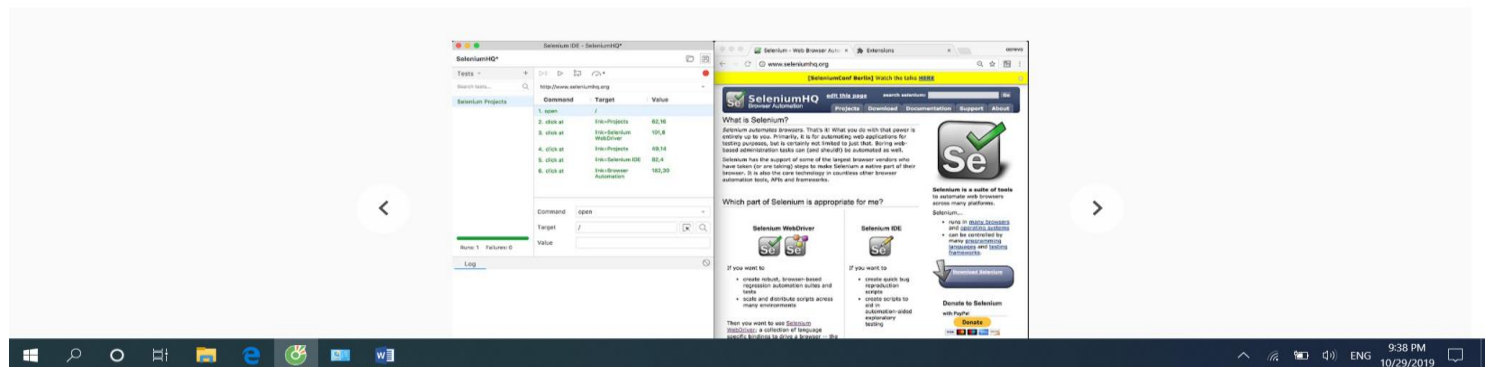 Selenium IDE - SeleniumHQ*
SeleniumHQ*
Tests
+
Search tests...
http://www.seleniumhq.org
Selenium Projects
Command Target Value
1. open /
2. click at link=Projects 62,16
3. click at link=Selenium WebDriver 101,8
4. click at link=Projects 49,14
5. click at link=Selenium IDE 82,4
6. click at link=Browser Automation 102,30
Command open
Target /
Value
Runs: 1 Failures: 0
Log
Selenium - Web Browser Auto
Extensions
www.seleniumhq.org
[SeleniumConf Berlin] Watch the talks HERE
Se
SeleniumHQ
Browser Automation
edit this page
search selenium:
Go
Projects Download Documentation Support About
What is Selenium?
Selenium automates browsers. That's it! What you do with that power is
entirely up to you. Primarily, it is for automating web applications for
testing purposes, but is certainly not limited to just that. Boring web-
based administration tasks can (and should!) be automated as well.
Selenium has the support of some of the largest browser vendors who
have taken (or are taking) steps to make Selenium a native part of their
browser. It is also the core technology in countless other browser
automation tools, APIs and frameworks.
Which part of Selenium is appropriate for me?
Selenium WebDriver
Se Se
If you want to
• create robust, browser-based
regression automation suites and
tests
• scale and distribute scripts across
many environments
Then you want to use Selenium
WebDriver; a collection of language
specific bindings to drive a browser -- the
Selenium IDE
Se
If you want to
• create quick bug
reproduction
scripts
• create scripts to
aid in
automation-aided
exploratory
testing
Se
Selenium is a suite of tools
to automate web browsers
across many platforms.
Selenium...
• runs in many browsers
and operating systems
• can be controlled by
many programming
languages and testing
frameworks.
Download Selenium
Donate to Selenium
with PayPal
Donate
ENG
9:38 PM
10/29/2019